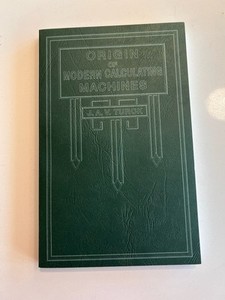 ORIGIN
OF
MODERN CALCULATING
MACHINES
J. A. V. TURCK